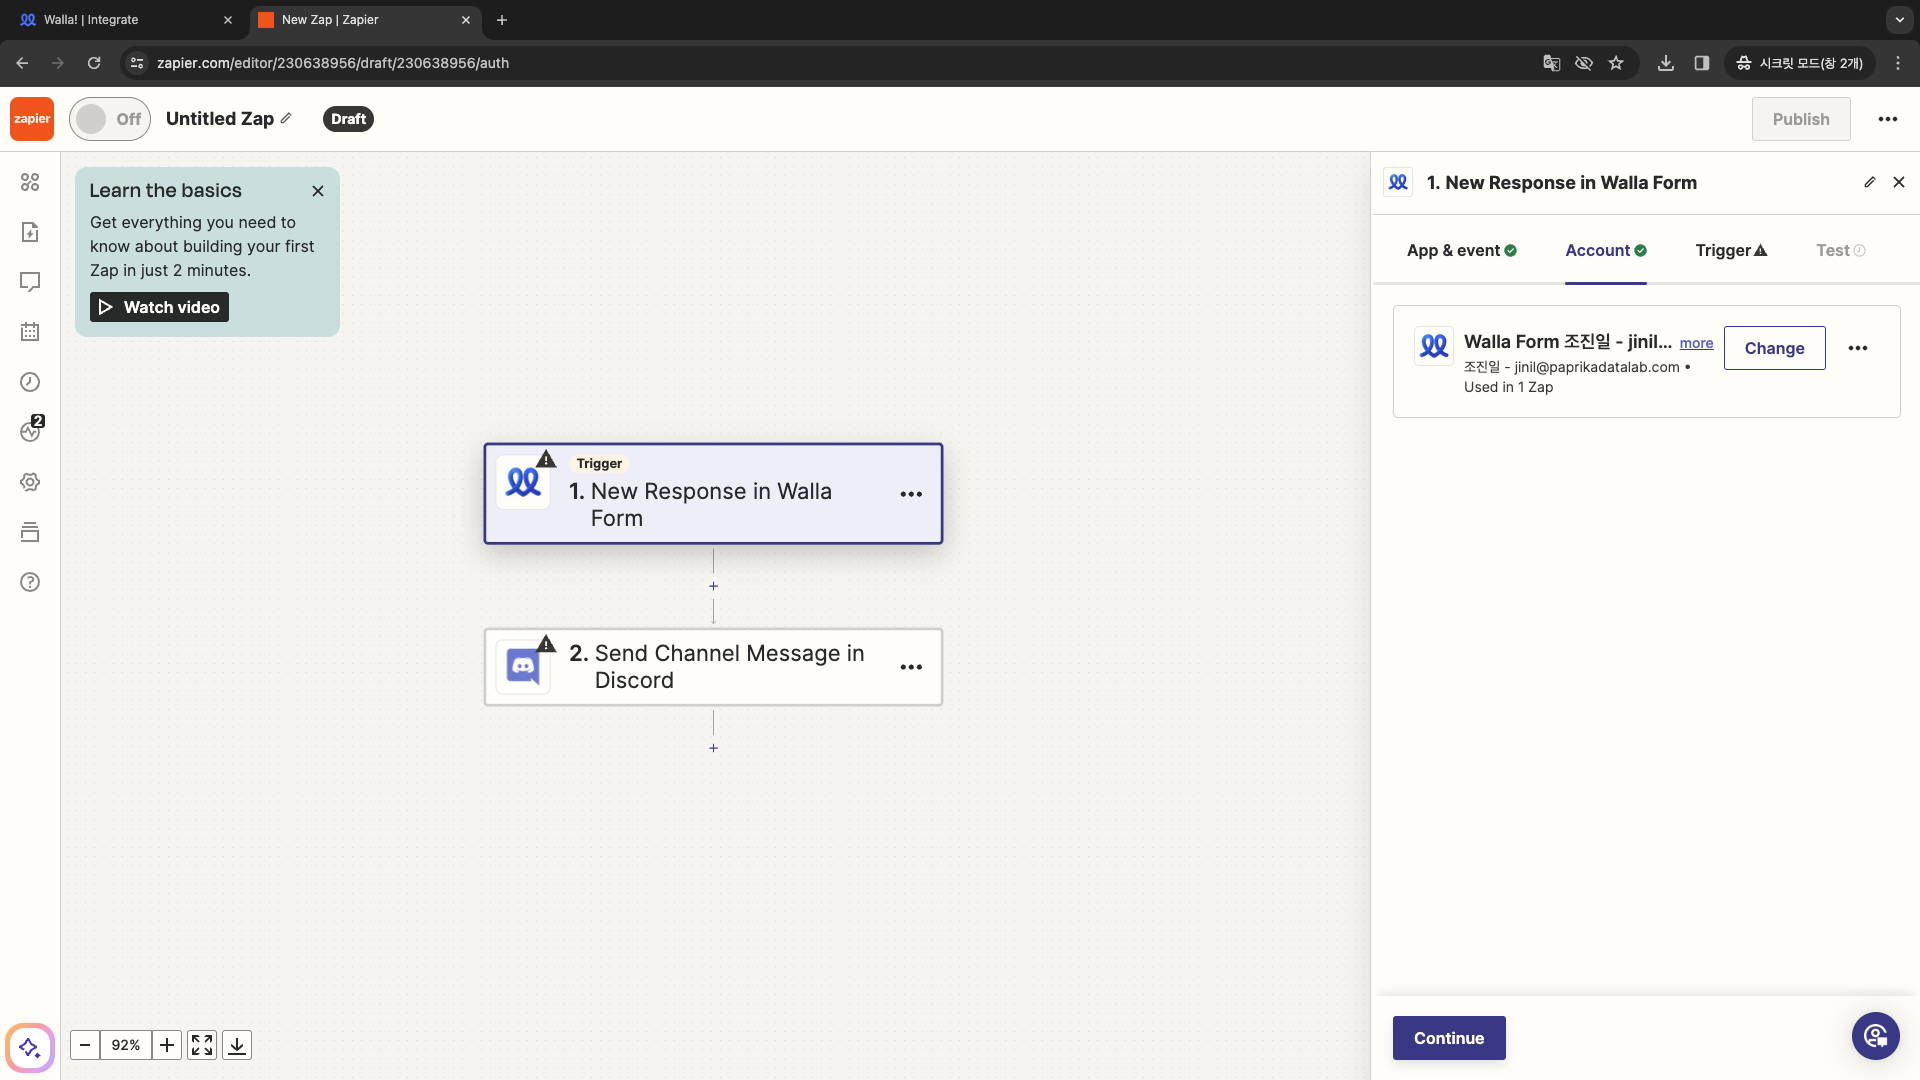 Walla! | Integrate
New Zap | Zapier
zapier.com/editor/230638956/draft/230638956/auth
시크릿 모드(창 2개)
zapier
Off
Untitled Zap
Draft
Publish
Learn the basics
Get everything you need to
know about building your first
Zap in just 2 minutes.
Watch video
2
Trigger
1. New Response in Walla
Form
2. Send Channel Message in
Discord
92%
1. New Response in Walla Form
App & event
Account
Trigger
Test
Walla Form 조진일 - jinil... more
조진일 - jinil@paprikadatalab.com •
Used in 1 Zap
Change
Continue